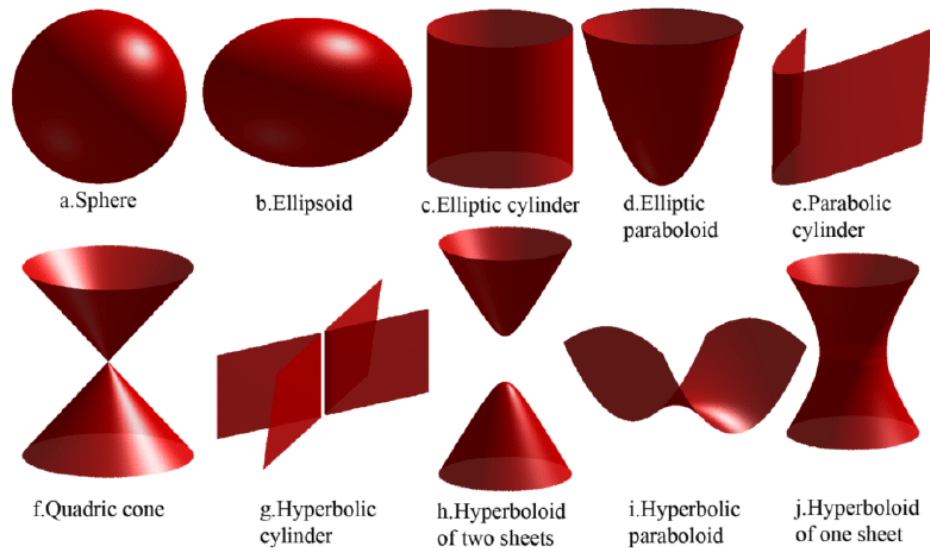 a.Sphere
b.Ellipsoid
c.Elliptic cylinder
d.Elliptic
paraboloid
e.Parabolic
cylinder
f.Quadric cone
g.Hyperbolic
cylinder
h.Hyperboloid
of two sheets
i.Hyperbolic
paraboloid
j.Hyperboloid
of one sheet